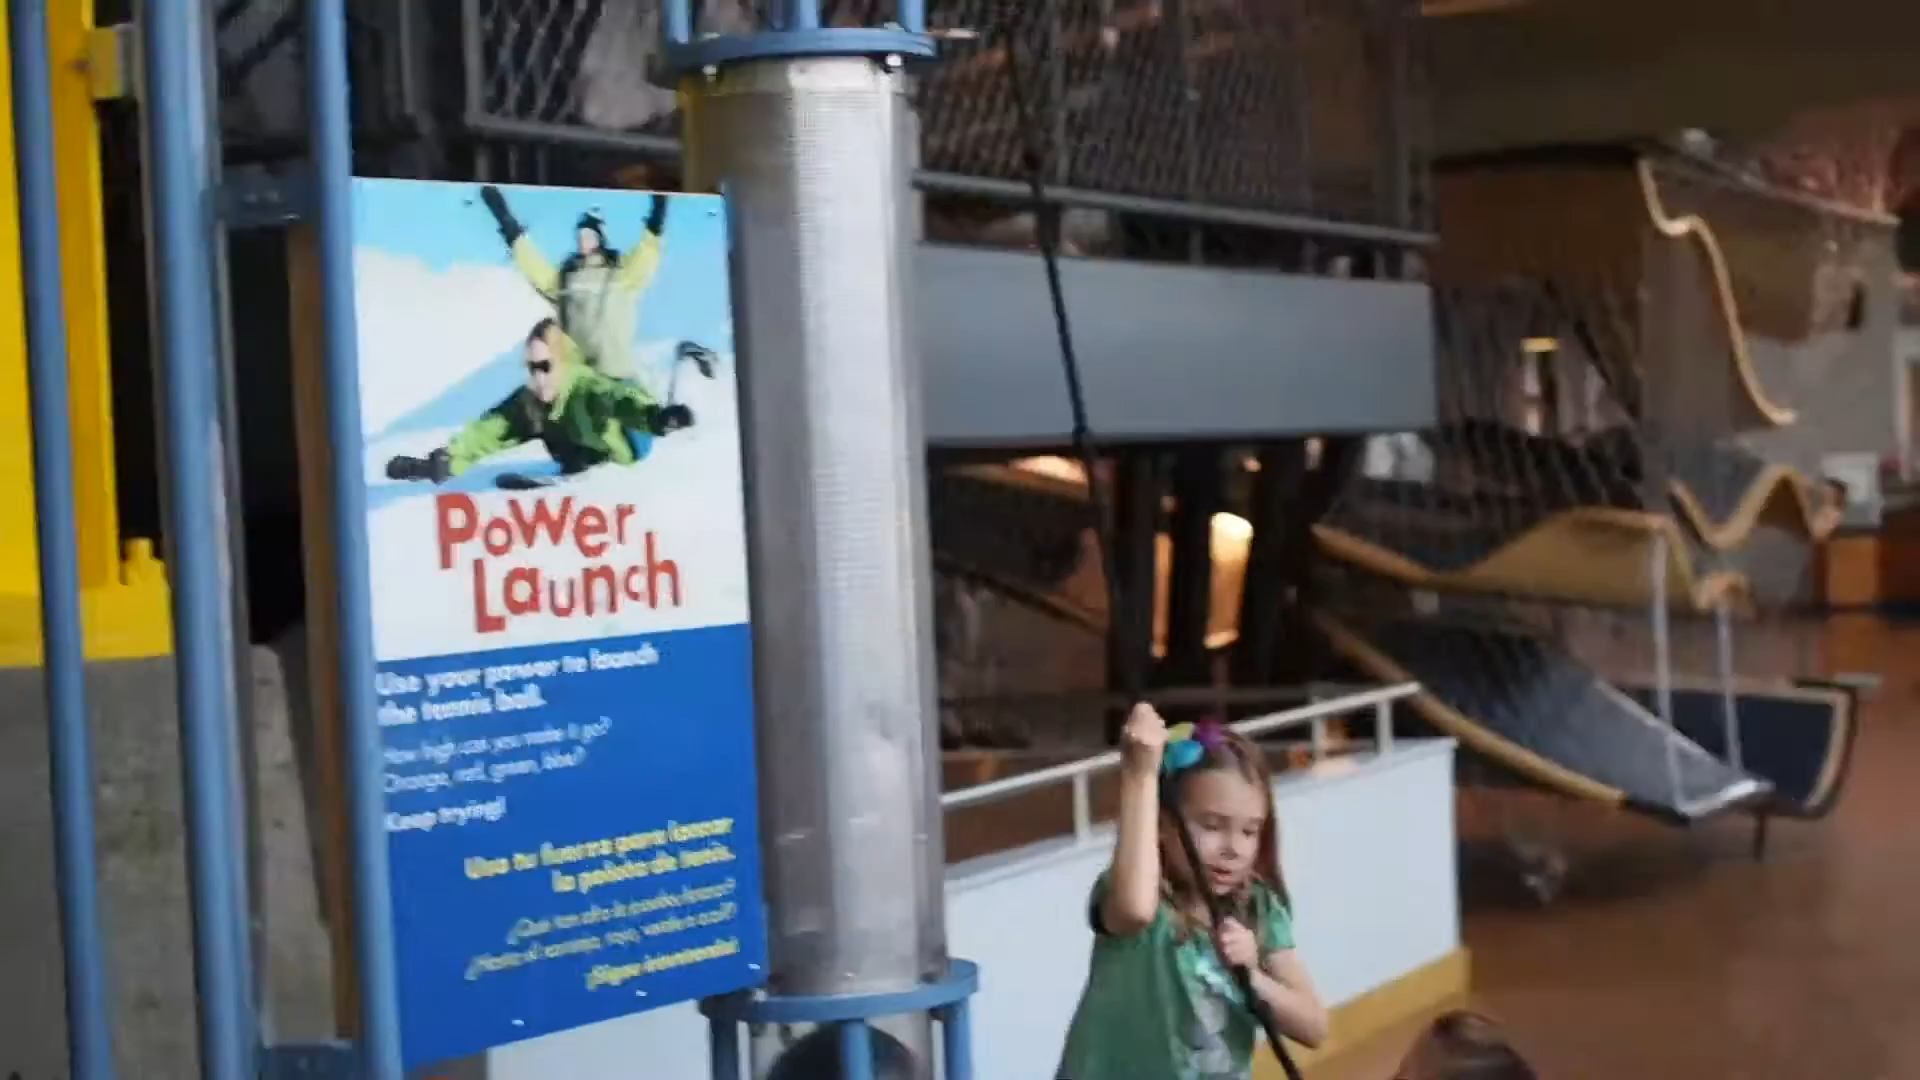 Power
Launch
Use your power to launch
the tennis ball.
How high can you make it go?
Orange, red, green, blue?
Keep trying!
Usa tu fuerza para lanzar
la pelota de tenis.
¡Sigue intentando!